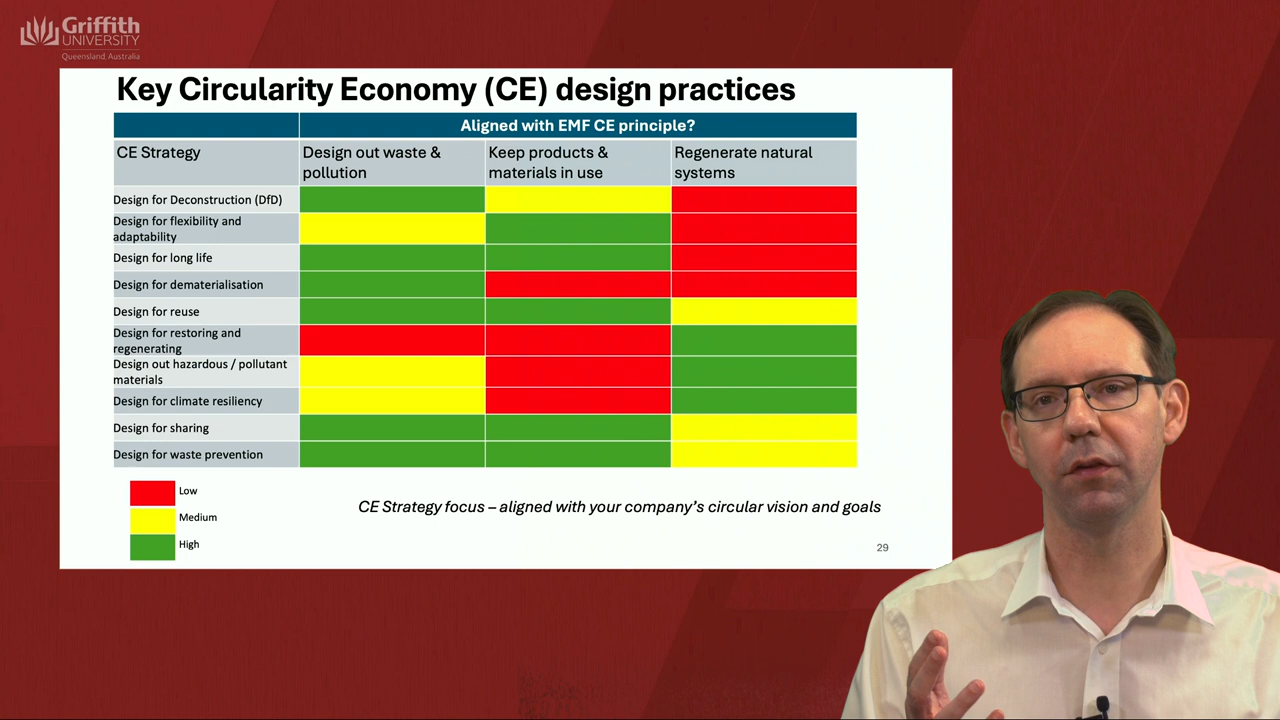 Griffith
UNIVERSITY
Queensland, Australia
Key Circularity Economy (CE) design practices
Aligned with EMF CE principle?
CE Strategy
Design out waste &
pollution
Keep products &
materials in use
Regenerate natural
systems
Design for Deconstruction (DfD)
Design for flexibility and
adaptability
Design for long life
Design for dematerialisation
Design for reuse
Design for restoring and
regenerating
Design out hazardous / pollutant
materials
Design for climate resiliency
Design for sharing
Design for waste prevention
Low
Medium
High
CE Strategy focus – aligned with your company’s circular vision and goals
29